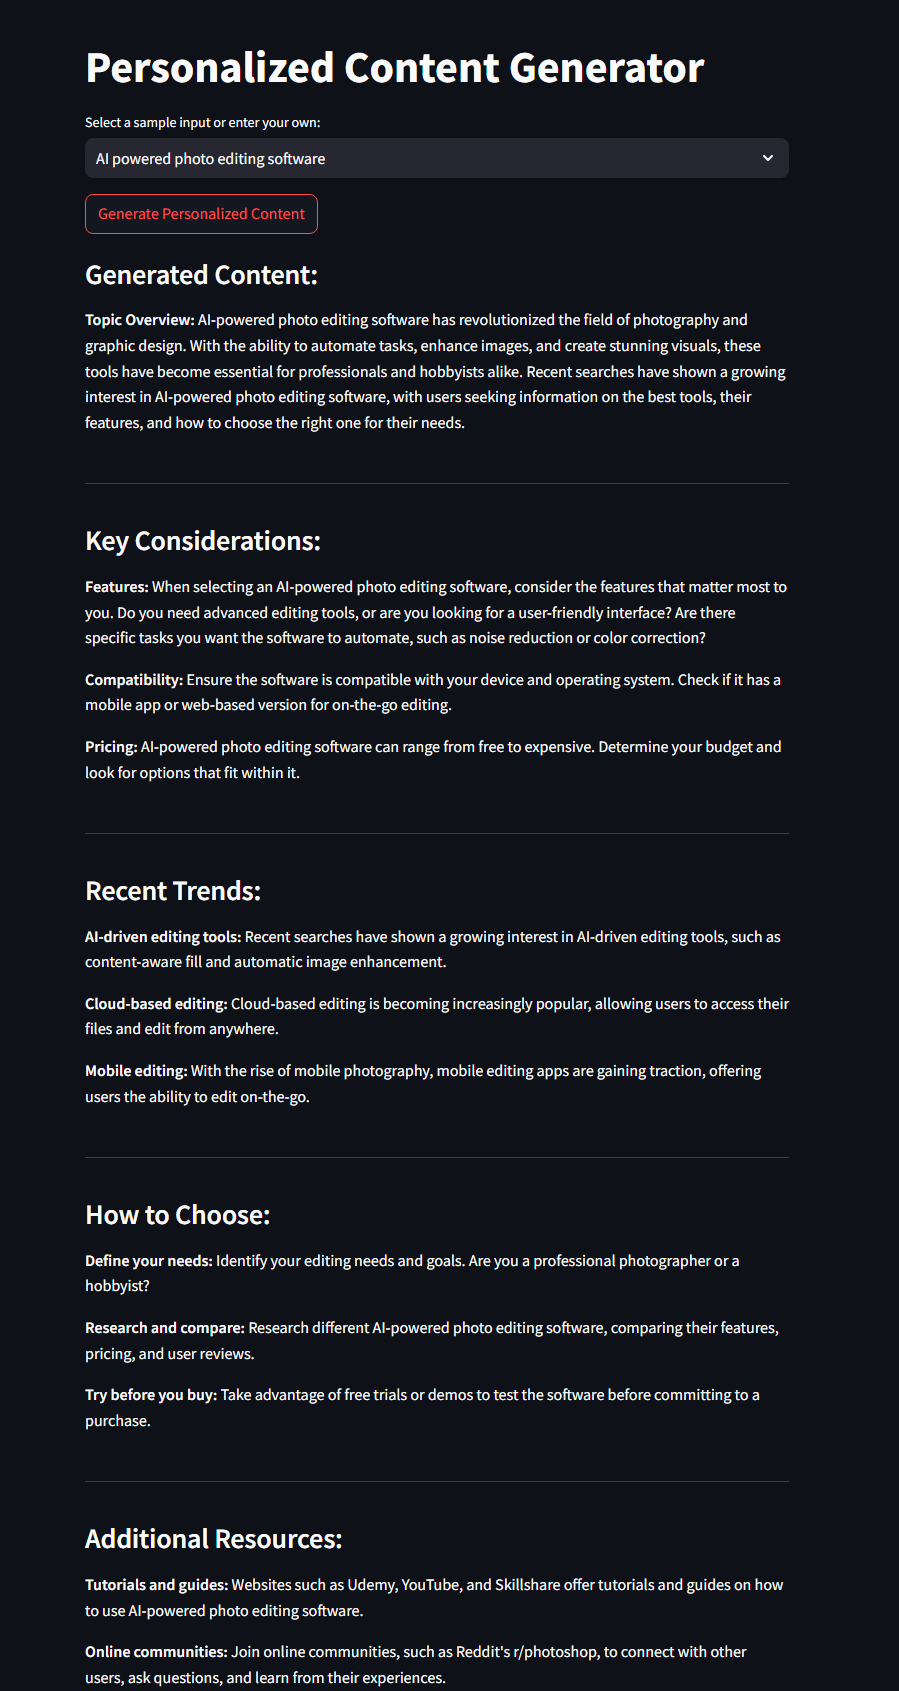 Personalized Content Generator
Select a sample input or enter your own:
AI powered photo editing software
Generate Personalized Content
Generated Content:
Topic Overview: AI-powered photo editing software has revolutionized the field of photography and
graphic design. With the ability to automate tasks, enhance images, and create stunning visuals, these
tools have become essential for professionals and hobbyists alike. Recent searches have shown a growing
interest in AI-powered photo editing software, with users seeking information on the best tools, their
features, and how to choose the right one for their needs.
Key Considerations:
Features: When selecting an AI-powered photo editing software, consider the features that matter most to
you. Do you need advanced editing tools, or are you looking for a user-friendly interface? Are there
specific tasks you want the software to automate, such as noise reduction or color correction?
Compatibility: Ensure the software is compatible with your device and operating system. Check if it has a
mobile app or web-based version for on-the-go editing.
Pricing: AI-powered photo editing software can range from free to expensive. Determine your budget and
look for options that fit within it.
Recent Trends:
AI-driven editing tools: Recent searches have shown a growing interest in AI-driven editing tools, such as
content-aware fill and automatic image enhancement.
Cloud-based editing: Cloud-based editing is becoming increasingly popular, allowing users to access their
files and edit from anywhere.
Mobile editing: With the rise of mobile photography, mobile editing apps are gaining traction, offering
users the ability to edit on-the-go.
How to Choose:
Define your needs: Identify your editing needs and goals. Are you a professional photographer or a
hobbyist?
Research and compare: Research different AI-powered photo editing software, comparing their features,
pricing, and user reviews.
Try before you buy: Take advantage of free trials or demos to test the software before committing to a
purchase.
Additional Resources:
Tutorials and guides: Websites such as Udemy, YouTube, and Skillshare offer tutorials and guides on how
to use AI-powered photo editing software.
Online communities: Join online communities, such as Reddit's r/photoshop, to connect with other
users, ask questions, and learn from their experiences.